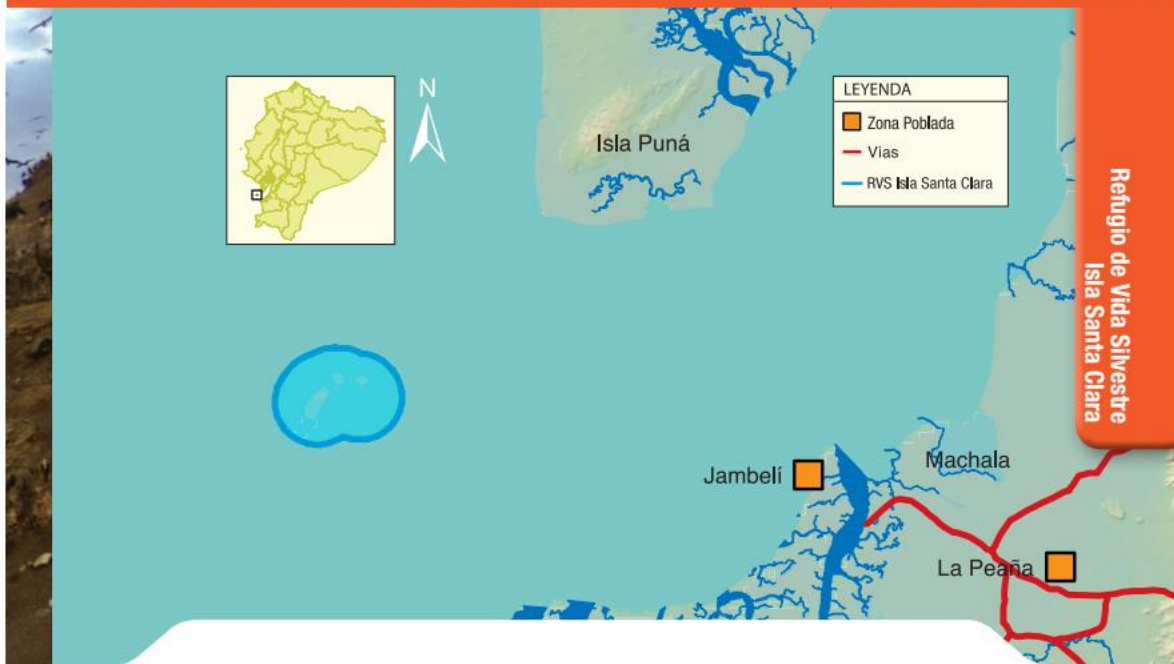 N
LEYENDA
Zona Poblada
Vias
RVS Isla Santa Clara
Isla Puná
Refugio de Vida Silvestre
Isla Santa Clara
Machala
Jambelí
La Peaña